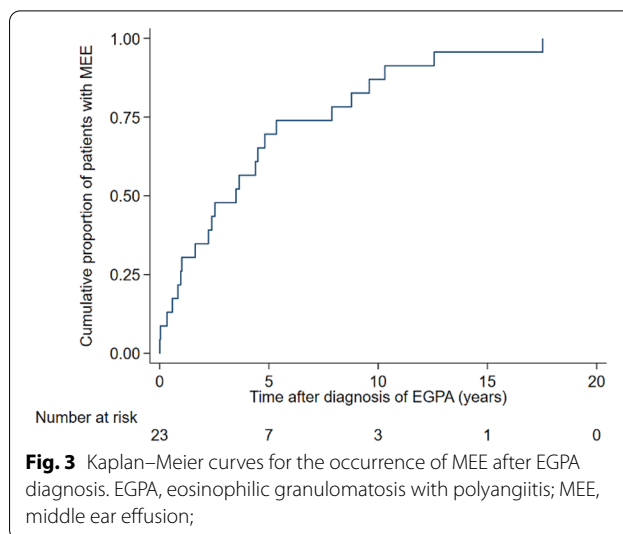 Cumulative proportion of patients with MEE
1.00
0.75
0.50
0.25
0.00
0 5 10 15 20
Time after diagnosis of EGPA (years)
Number at risk
23 7 3 1 0
Fig. 3 Kaplan–Meier curves for the occurrence of MEE after EGPA
diagnosis. EGPA, eosinophilic granulomatosis with polyangiitis; MEE,
middle ear effusion;